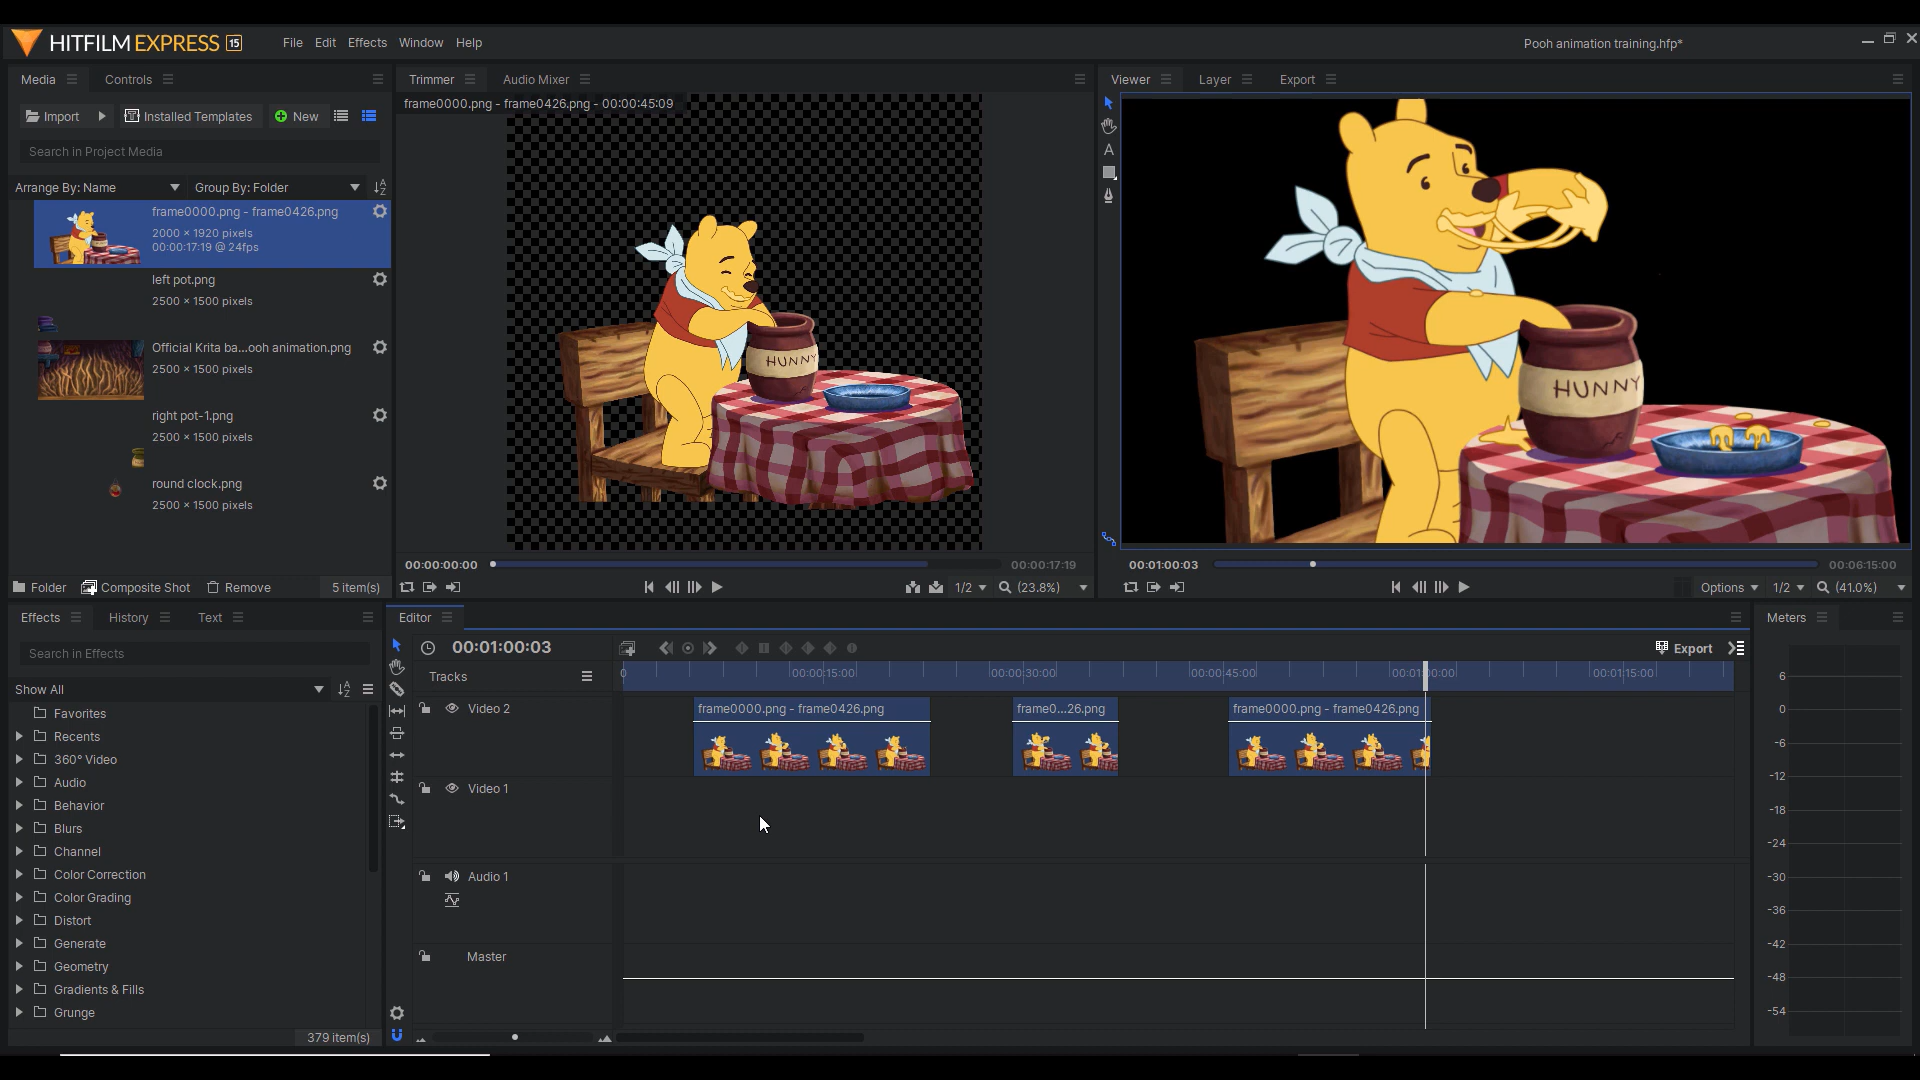 HITFILM EXPRESS 15
File Edit Effects Window Help
Pooh animation training.hfp*
Media Controls
Import Installed Templates New
Search in Project Media
Arrange By: Name Group By: Folder
frame0000.png - frame0426.png
2000 × 1920 pixels
00:00:17:19 @ 24fps
left pot.png
2500 × 1500 pixels
Official Krita ba...ooh animation.png
2500 × 1500 pixels
right pot-1.png
2500 × 1500 pixels
round clock.png
2500 × 1500 pixels
Folder Composite Shot Remove 5 item(s)
Trimmer Audio Mixer
frame0000.png - frame0426.png - 00:00:45:09
HUNNY
00:00:00:00 00:00:17:19
1/2 (23.8%)
Viewer Layer Export
A
HUNNY
00:01:00:03 00:06:15:00
Options 1/2 (41.0%)
Effects History Text
Search in Effects
Show All
Favorites
Recents
360° Video
Audio
Behavior
Blurs
Channel
Color Correction
Color Grading
Distort
Generate
Geometry
Gradients & Fills
Grunge
379 item(s)
Editor
00:01:00:03
Export
Tracks
0 00:00:15:00 00:00:30:00 00:00:45:00 00:01:00:00 00:01:15:00
Video 2
frame0000.png - frame0426.png frame0...26.png frame0000.png - frame0426.png
Video 1
Audio 1
Master
Meters
6
0
-6
-12
-18
-24
-30
-36
-42
-48
-54